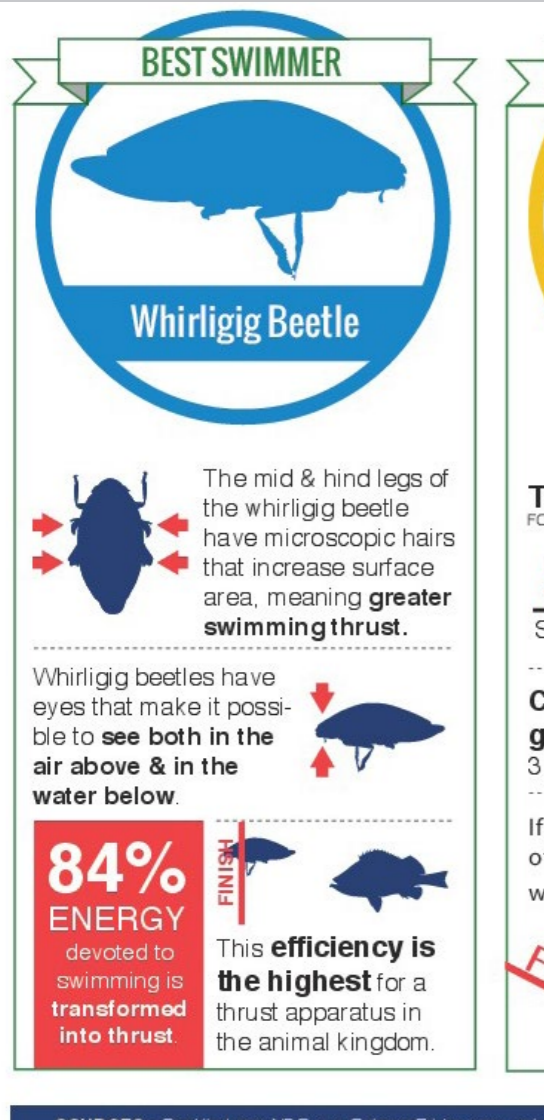 BEST SWIMMER
Whirligig Beetle
The mid & hind legs of
the whirligig beetle
have microscopic hairs
that increase surface
area, meaning greater
swimming thrust.
Whirligig beetles have
eyes that make it possi-
ble to see both in the
air above & in the
water below.
84%
ENERGY
devoted to
swimming is
transformed
into thrust.
FINISH
This efficiency is
the highest for a
thrust apparatus in
the animal kingdom.
If